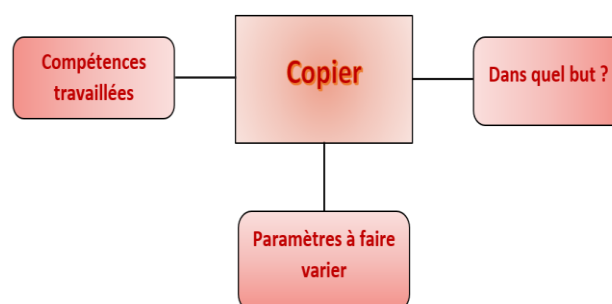 Compétences
travaillées
Copier
Dans quel but ?
Paramètres à faire
varier